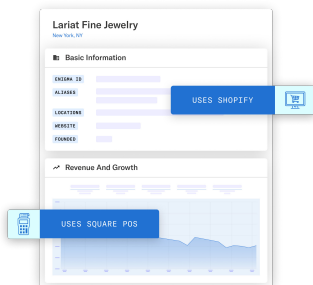 Lariat Fine Jewelry
New York, NY
Basic Information
ENIGMA ID
ALIASES
USES SHOPIFY
LOCATIONS
WEBSITE
FOUNDED
Revenue And Growth
USES SQUARE POS